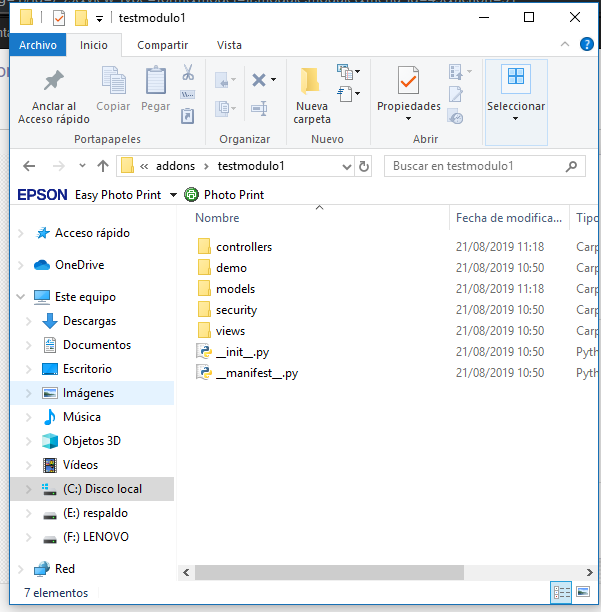 testmodulo1
Archivo Inicio Compartir Vista
Anclar al Acceso rápido
Copiar
Pegar
Nueva carpeta
Propiedades
Seleccionar
Portapapeles Organizar Nuevo Abrir
« addons › testmodulo1
Buscar en testmodulo1
EPSON Easy Photo Print Photo Print
Nombre Fecha de modifica... Tipo
Acceso rápido
OneDrive
Este equipo
Descargas
Documentos
Escritorio
Imágenes
Música
Objetos 3D
Vídeos
(C:) Disco local
(E:) respaldo
(F:) LENOVO
Red
controllers 21/08/2019 11:18 Carp
demo 21/08/2019 10:50 Carp
models 21/08/2019 11:18 Carp
security 21/08/2019 10:50 Carp
views 21/08/2019 10:50 Carp
__init__.py 21/08/2019 10:50 Pyth
__manifest__.py 21/08/2019 10:50 Pyth
7 elementos